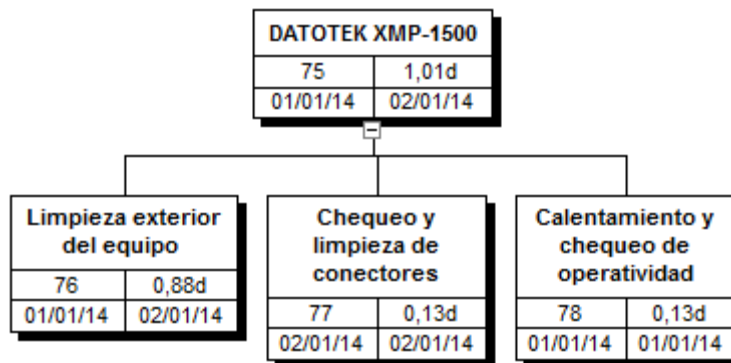 DATOTEK XMP-1500
75 1,01d
01/01/14 02/01/14
Limpieza exterior
del equipo
76 0,88d
01/01/14 02/01/14
Chequeo y
limpieza de
conectores
77 0,13d
02/01/14 02/01/14
Calentamiento y
chequeo de
operatividad
78 0,13d
01/01/14 01/01/14